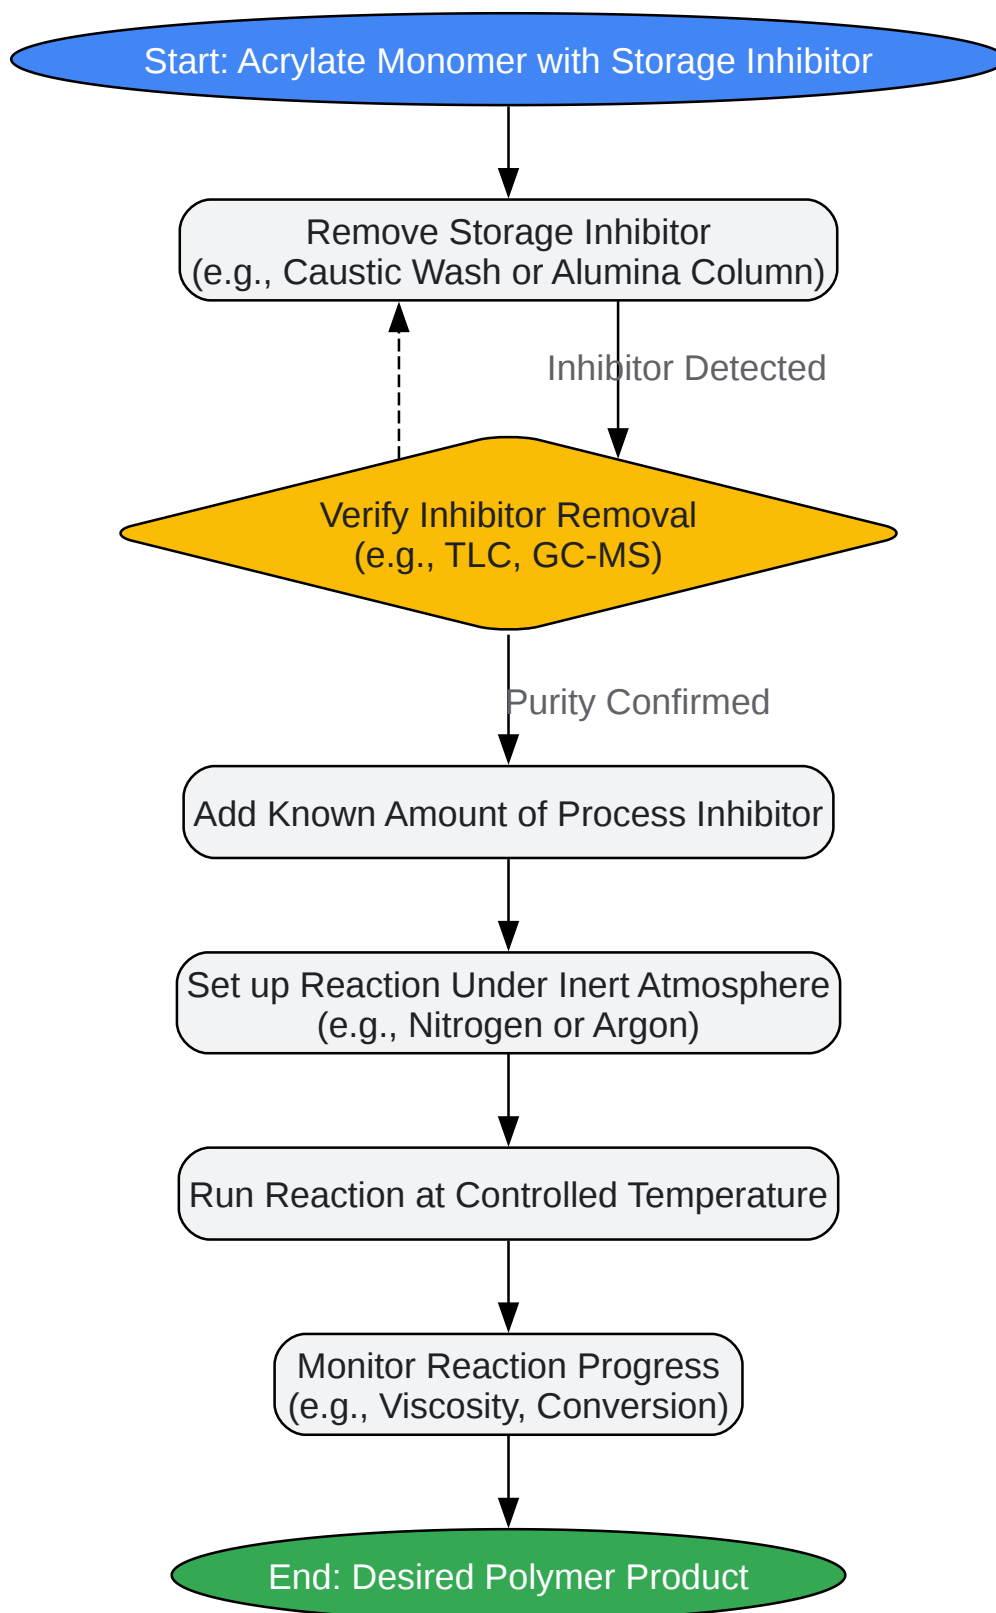 Start: Acrylate Monomer with Storage Inhibitor
Remove Storage Inhibitor
(e.g., Caustic Wash or Alumina Column)
Inhibitor Detected
Verify Inhibitor Removal
(e.g., TLC, GC-MS)
Purity Confirmed
Add Known Amount of Process Inhibitor
Set up Reaction Under Inert Atmosphere
(e.g., Nitrogen or Argon)
Run Reaction at Controlled Temperature
Monitor Reaction Progress
(e.g., Viscosity, Conversion)
End: Desired Polymer Product